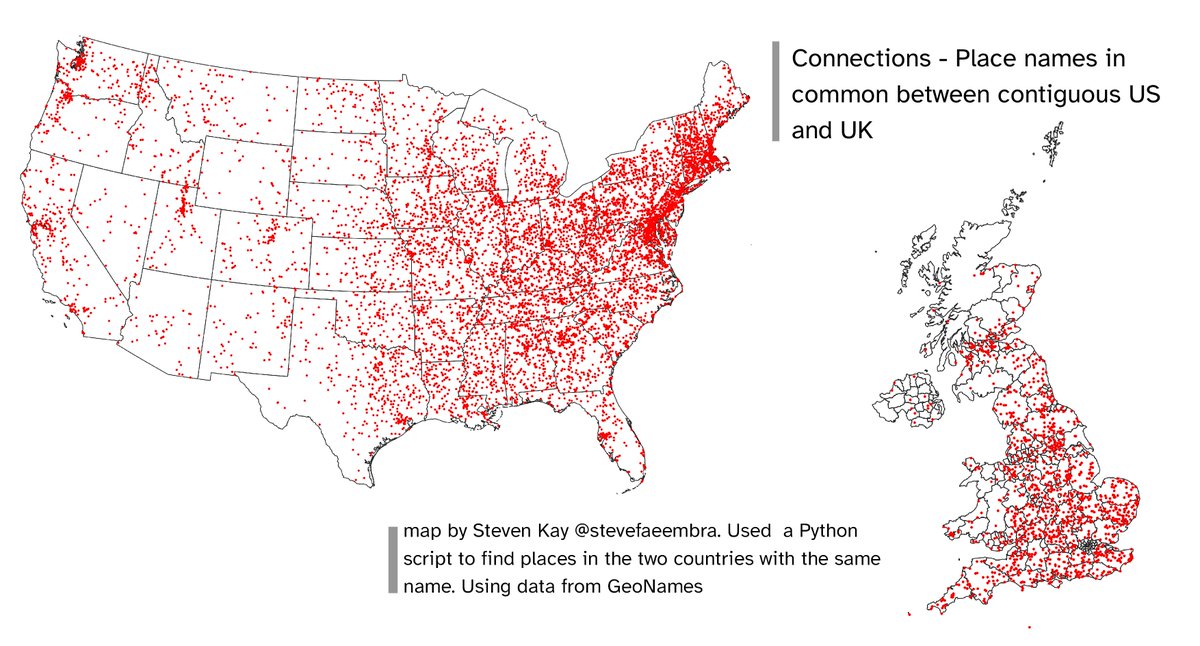 Connections - Place names in
common between contiguous US
and UK
map by Steven Kay @stevefaeembra. Used  a Python
script to find places in the two countries with the same
name. Using data from GeoNames